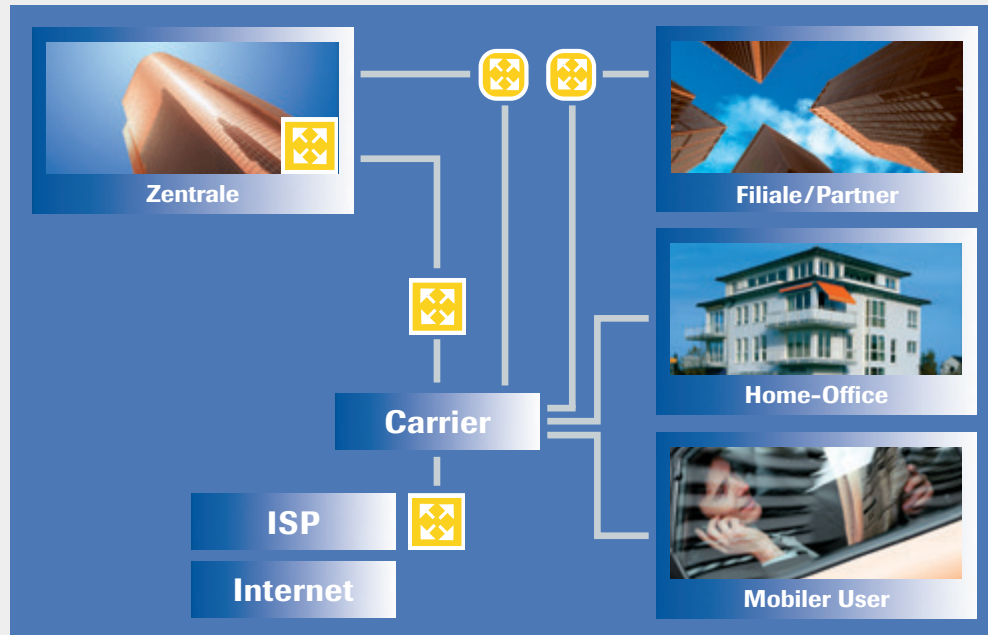 Zentrale
Filiale/Partner
Home-Office
Carrier
ISP
Internet
Mobiler User